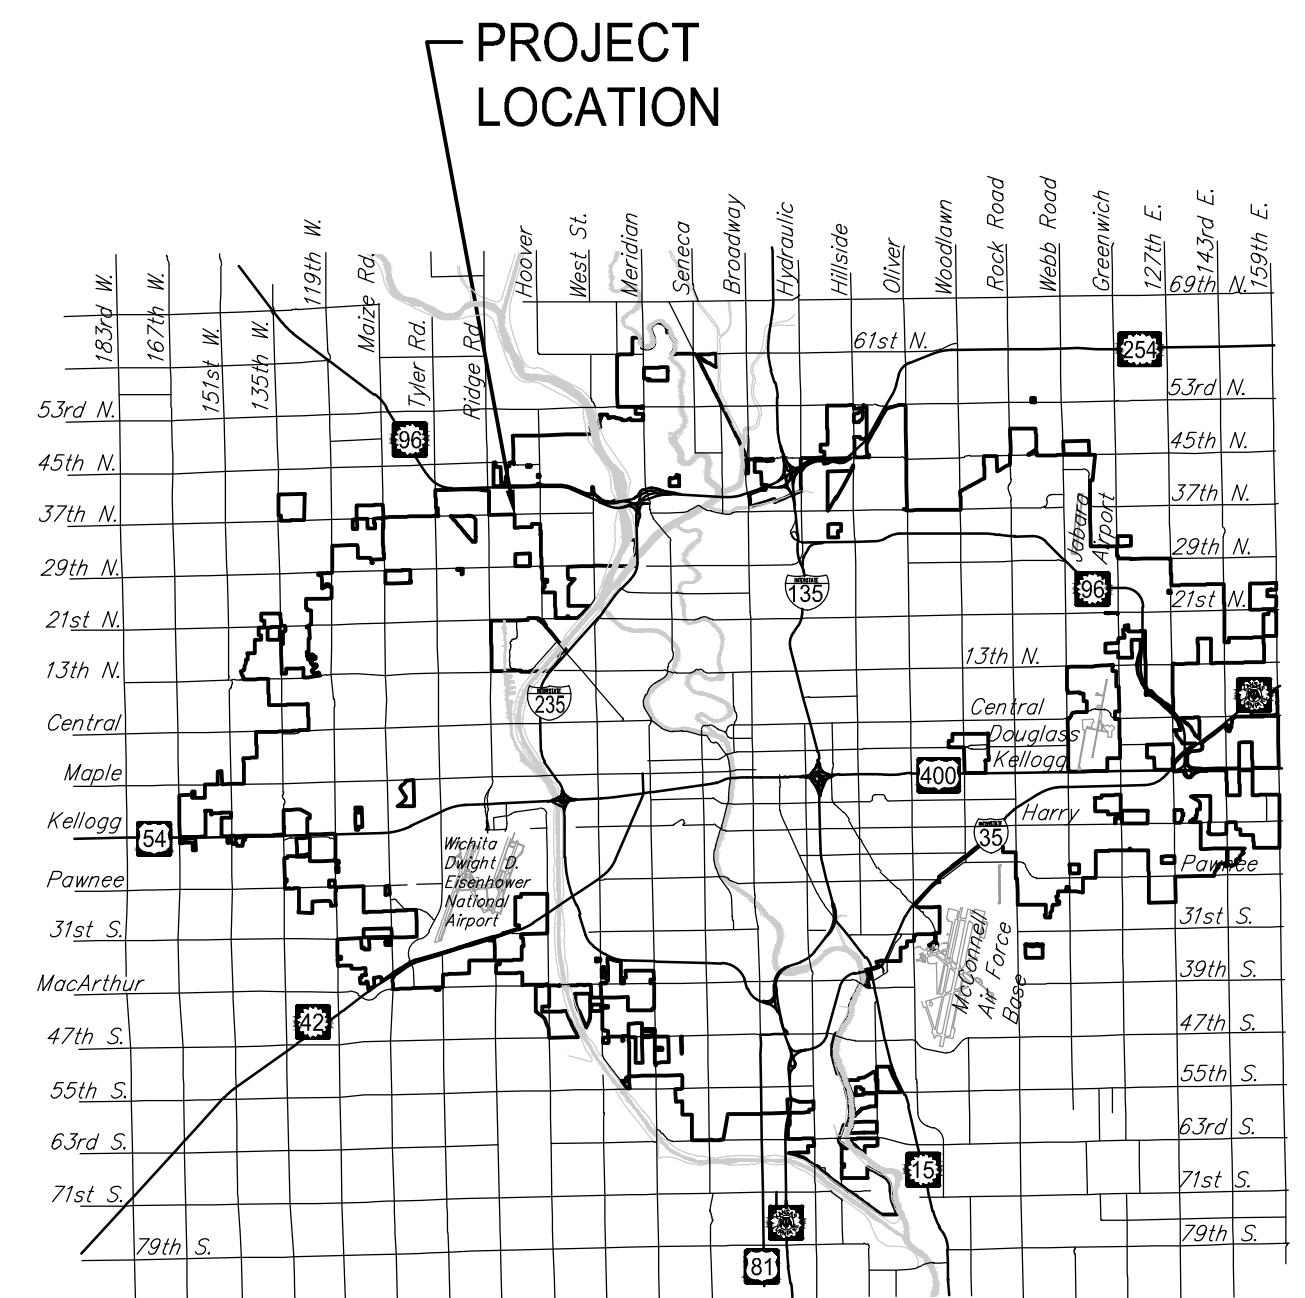 PROJECT
LOCATION
183rd W.
167th W.
151st W.
135th W.
119th W.
Maize Rd.
Tyler Rd.
Ridge Rd.
Hoover
West St.
Meridian
Seneca
Broadway
Hydraulic
Hillside
Oliver
Woodlawn
Rock Road
Webb Road
Greenwich
127th E.
143rd E.
159th E.
69th N.
61st N.
254
53rd N.
53rd N.
96
45th N.
45th N.
37th N.
37th N.
Jabara
Airport
29th N.
29th N.
INTERSTATE
135
96
21st N.
21st N.
13th N.
13th N.
INTERSTATE
235
Central
Central
Douglass
Kellogg
Maple
400
Kellogg
54
Harry
INTERSTATE
35
Wichita
Dwight D.
Eisenhower
National
Airport
Pawnee
Pawnee
31st S.
31st S.
McConnell
Air Force
Base
MacArthur
39th S.
42
47th S.
47th S.
55th S.
55th S.
63rd S.
63rd S.
15
71st S.
71st S.
79th S.
79th S.
81